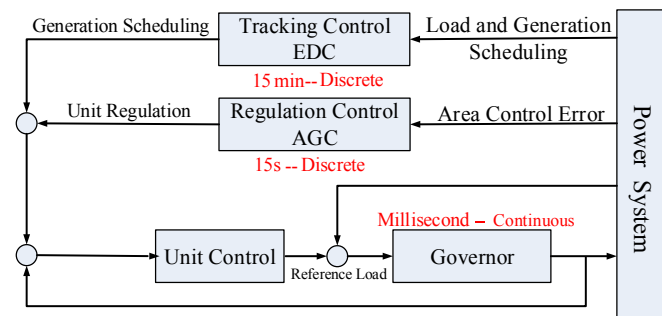 Generation Scheduling
Tracking Control
EDC
Load and Generation
Scheduling
15 min-- Discrete
Unit Regulation
Regulation Control
AGC
Area Control Error
15s -- Discrete
Power System
Millisecond – Continuous
Unit Control
Reference Load
Governor